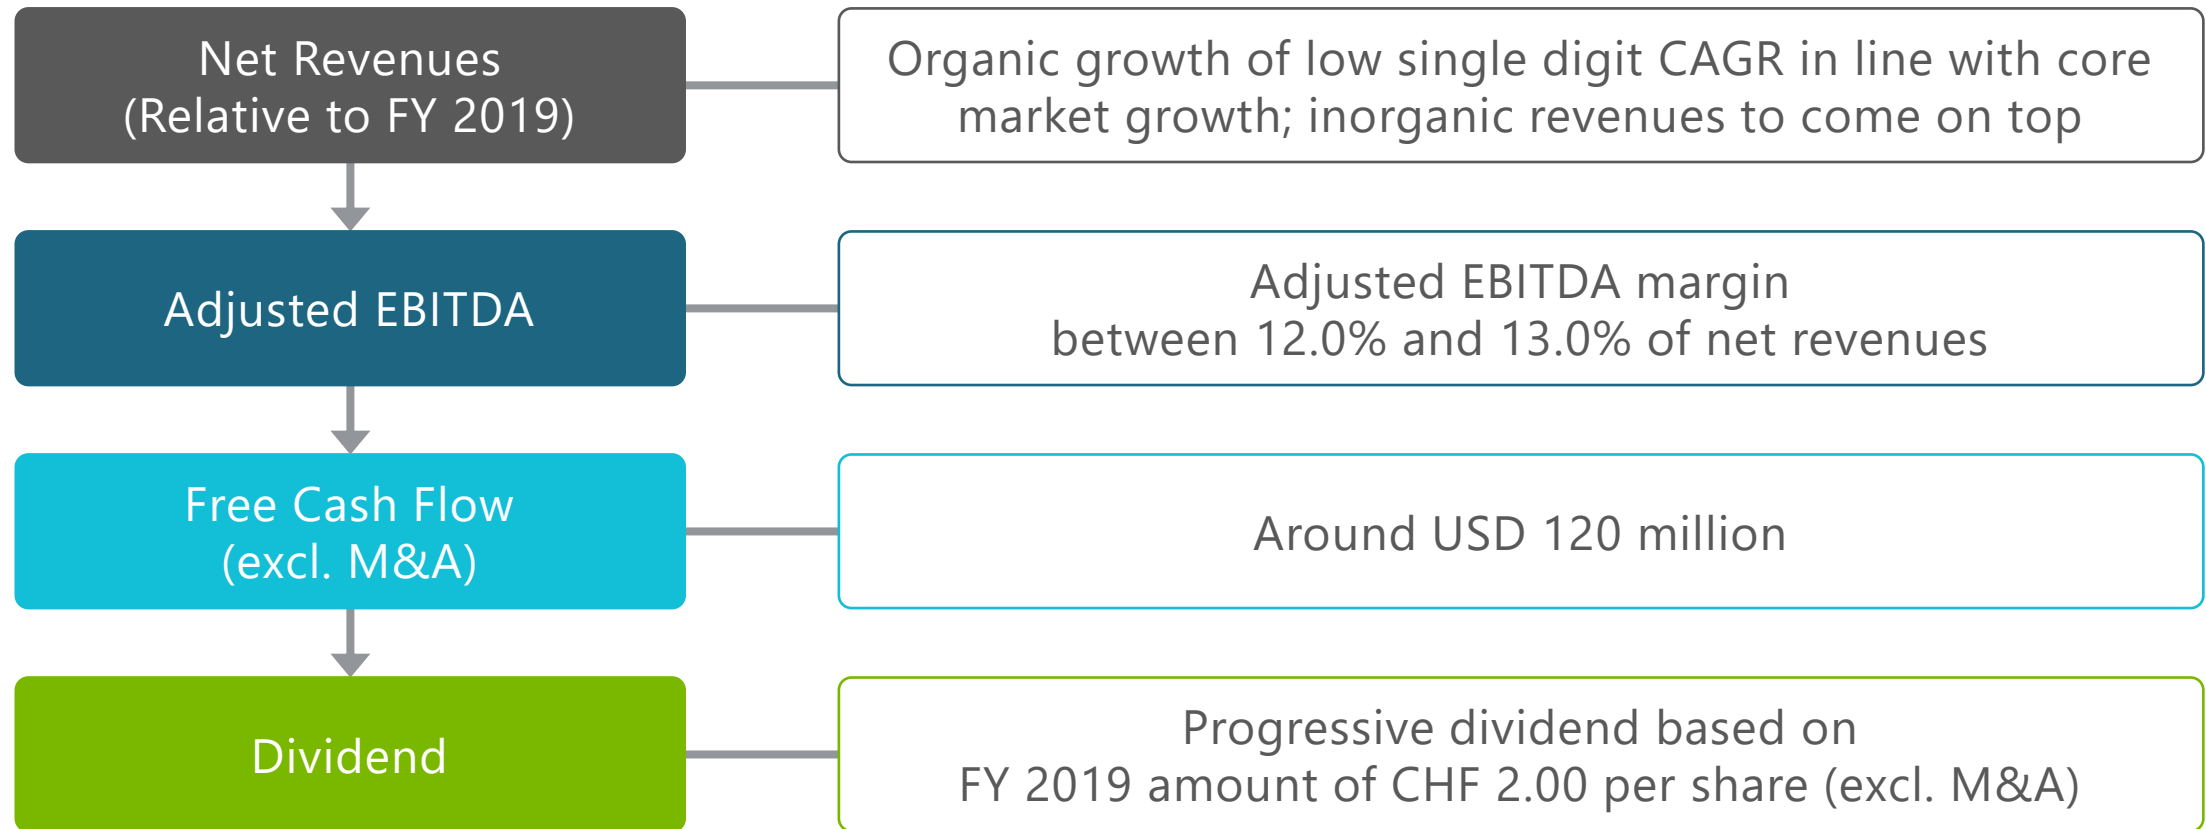 Net Revenues
(Relative to FY 2019)
Organic growth of low single digit CAGR in line with core
market growth; inorganic revenues to come on top
Adjusted EBITDA
Adjusted EBITDA margin
between 12.0% and 13.0% of net revenues
Free Cash Flow
(excl. M&A)
Around USD 120 million
Dividend
Progressive dividend based on
FY 2019 amount of CHF 2.00 per share (excl. M&A)